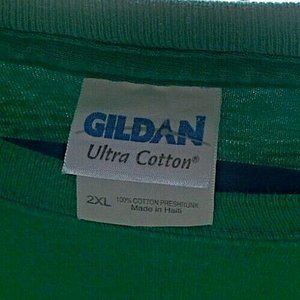 GILDAN
Ultra Cotton®
2XL 100% COTTON PRESHRUNK
Made in Haiti